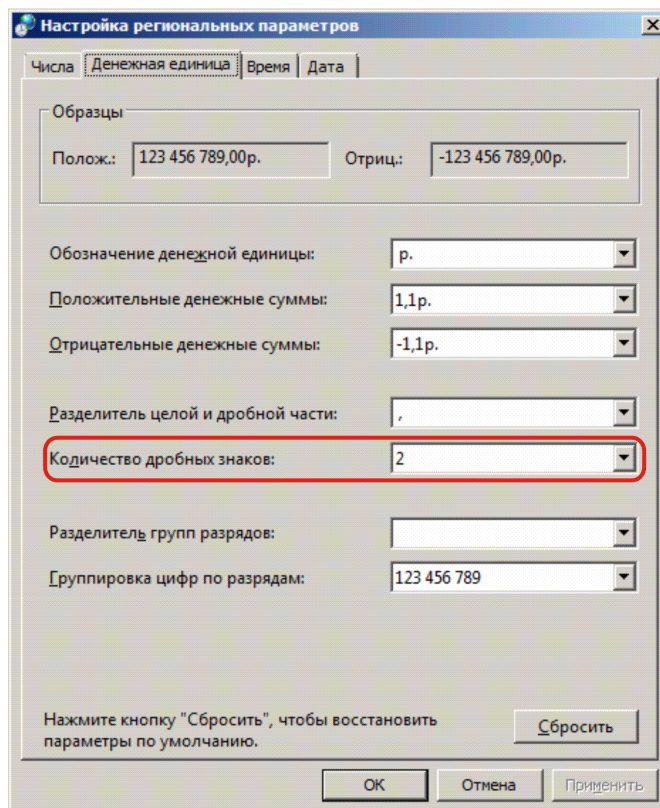 Настройка региональных параметров
Числа Денежная единица Время Дата
Образцы
Полож.: 123 456 789,00р. Отриц.: -123 456 789,00р.
Обозначение денежной единицы: р.
Положительные денежные суммы: 1,1р.
Отрицательные денежные суммы: -1,1р.
Разделитель целой и дробной части: ,
Количество дробных знаков: 2
Разделитель групп разрядов:
Группировка цифр по разрядам: 123 456 789
Нажмите кнопку "Сбросить", чтобы восстановить
параметры по умолчанию.
Сбросить
ОК Отмена Применить